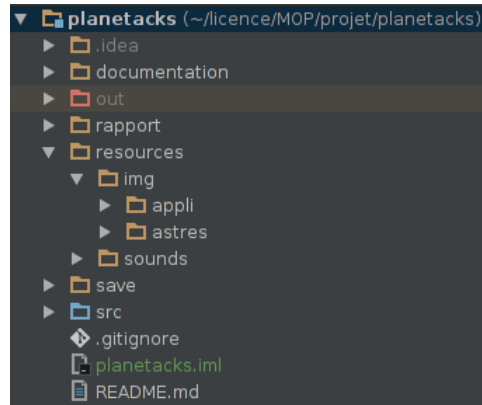 planetacks (~/licence/MOP/projet/planetacks)
.idea
documentation
out
rapport
resources
img
appli
astres
sounds
save
src
.gitignore
planetacks.iml
README.md